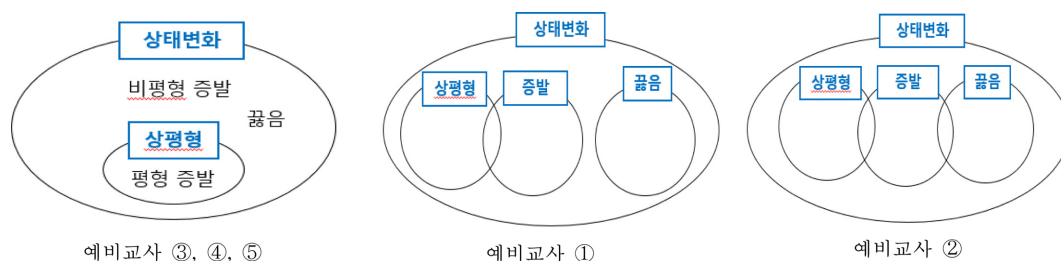 상태변화
비평형 증발
끓음
상평형
평형 증발
예비교사 ③, ④, ⑤
상태변화
상평형
증발
끓음
예비교사 ①
상태변화
상평형
증발
끓음
예비교사 ②